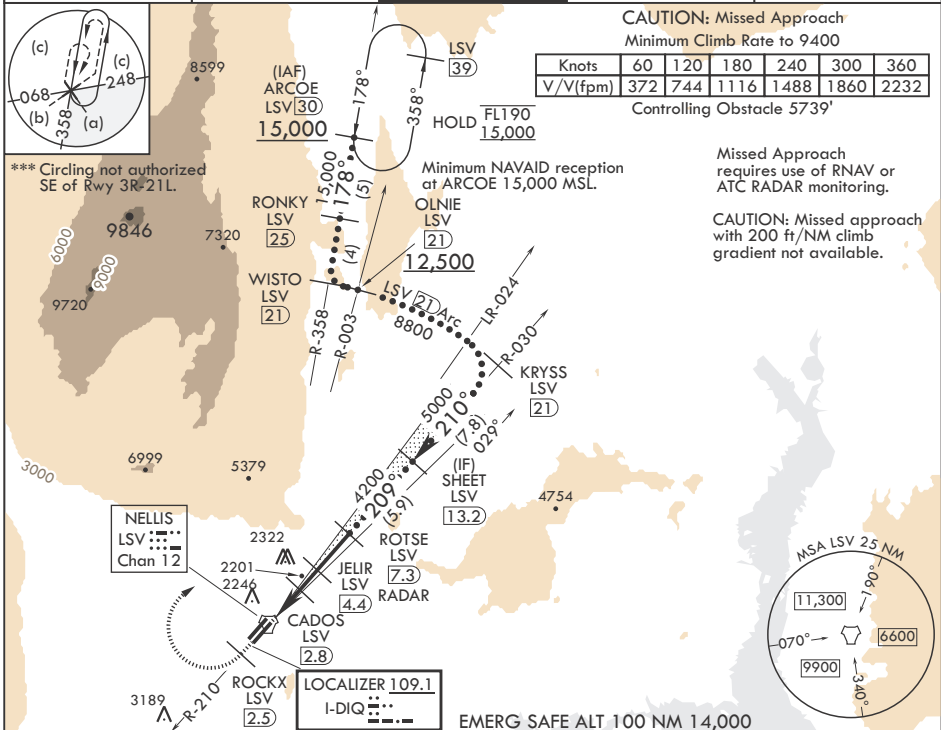 CAUTION: Missed Approach
Minimum Climb Rate to 9400
Knots 60 120 180 240 300 360
V/V(fpm) 372 744 1116 1488 1860 2232
Controlling Obstacle 5739'
Missed Approach
requires use of RNAV or
ATC RADAR monitoring.
CAUTION: Missed approach
with 200 ft/NM climb
gradient not available.
(c)
(c)
068
248
(b)
358
(a)
*** Circling not authorized
SE of Rwy 3R-21L.
8599
(IAF)
ARCOE
LSV 30
15,000
178°
358°
LSV
39
HOLD FL190
15,000
Minimum NAVAID reception
at ARCOE 15,000 MSL.
15,000
178°
(5)
RONKY
LSV
25
(4)
OLNIE
LSV
21
12,500
WISTO
LSV
21
R-358
R-003
LSV 21 Arc
8800
LR-024
R-030
KRYSS
LSV
21
9846
7320
6000
9000
9720
5000
210°
(7.8)
029°
(IF)
SHEET
LSV
13.2
3000
6999
5379
4200
209°
(5.9)
4754
NELLIS
LSV
Chan 12
2322
2201
2246
ROTSE
LSV
7.3
RADAR
JELIR
LSV
4.4
CADOS
LSV
2.8
ROCKX
LSV
2.5
R-210
3189
LOCALIZER 109.1
I-DIQ
MSA LSV 25 NM
11,300
190°
070°
6600
9900
340°
EMERG SAFE ALT 100 NM 14,000